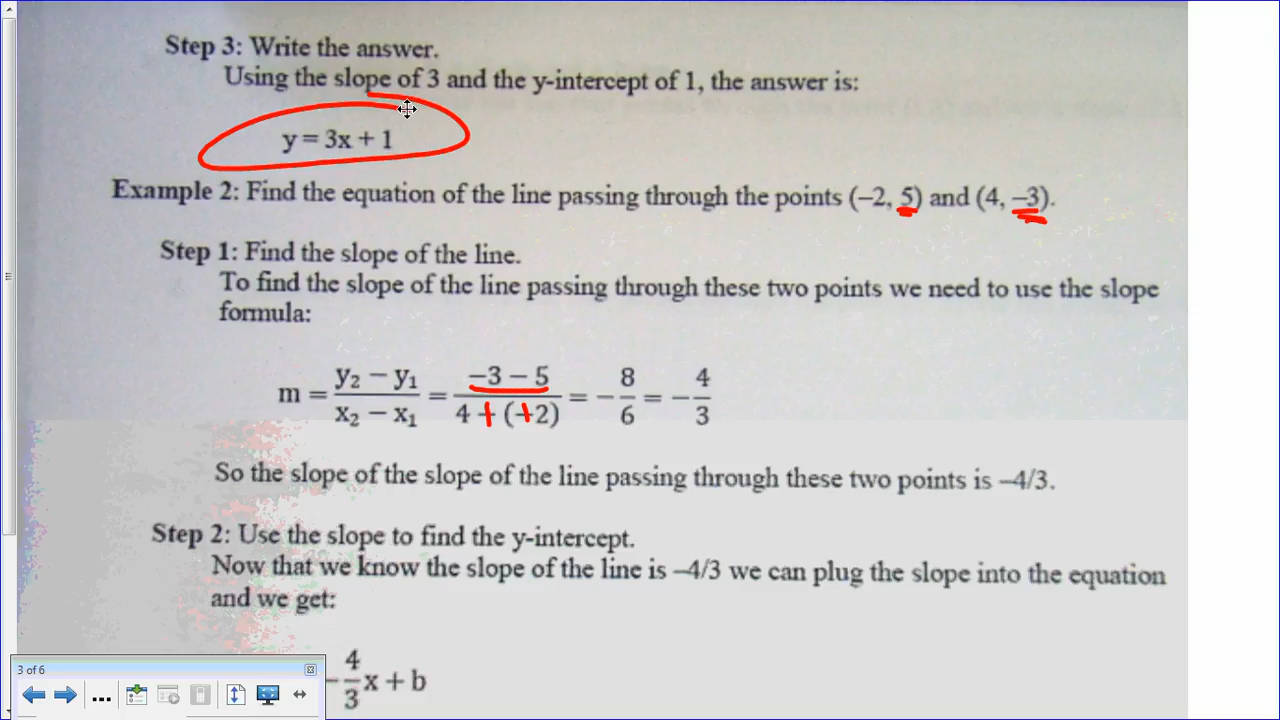 Step 3: Write the answer.
Using the slope of 3 and the y-intercept of 1, the answer is:
y = 3x + 1
Example 2: Find the equation of the line passing through the points (–2, 5) and (4, –3).
Step 1: Find the slope of the line.
To find the slope of the line passing through these two points we need to use the slope
formula:
m = (y₂ – y₁)/(x₂ – x₁) = (–3 – 5)/(4 + (+2)) = –8/6 = –4/3
So the slope of the slope of the line passing through these two points is –4/3.
Step 2: Use the slope to find the y-intercept.
Now that we know the slope of the line is –4/3 we can plug the slope into the equation
and we get:
–4/3 x + b
3 of 6